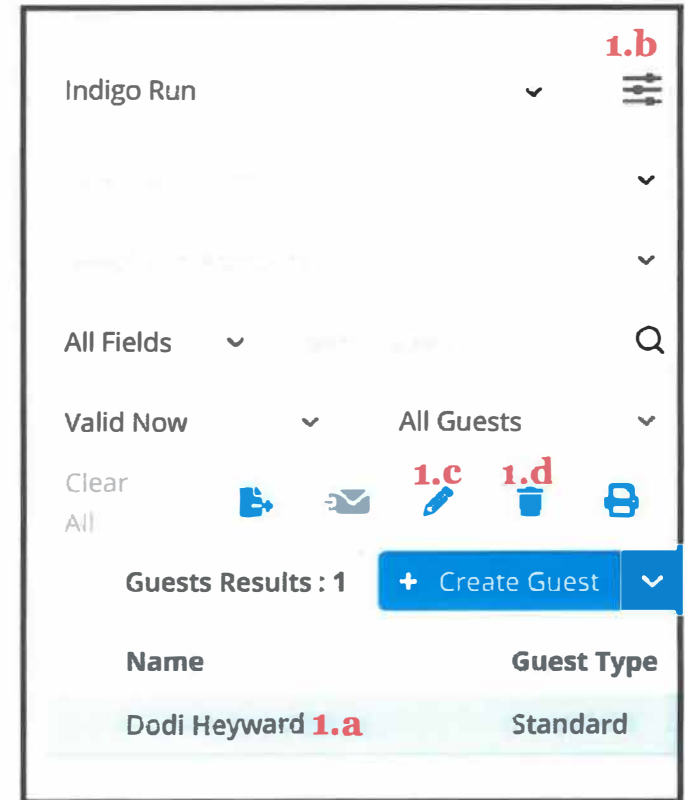 1.b
Indigo Run
All Fields
Valid Now All Guests
Clear
All
1.c 1.d
Guests Results : 1 + Create Guest
Name Guest Type
Dodi Heyward 1.a Standard